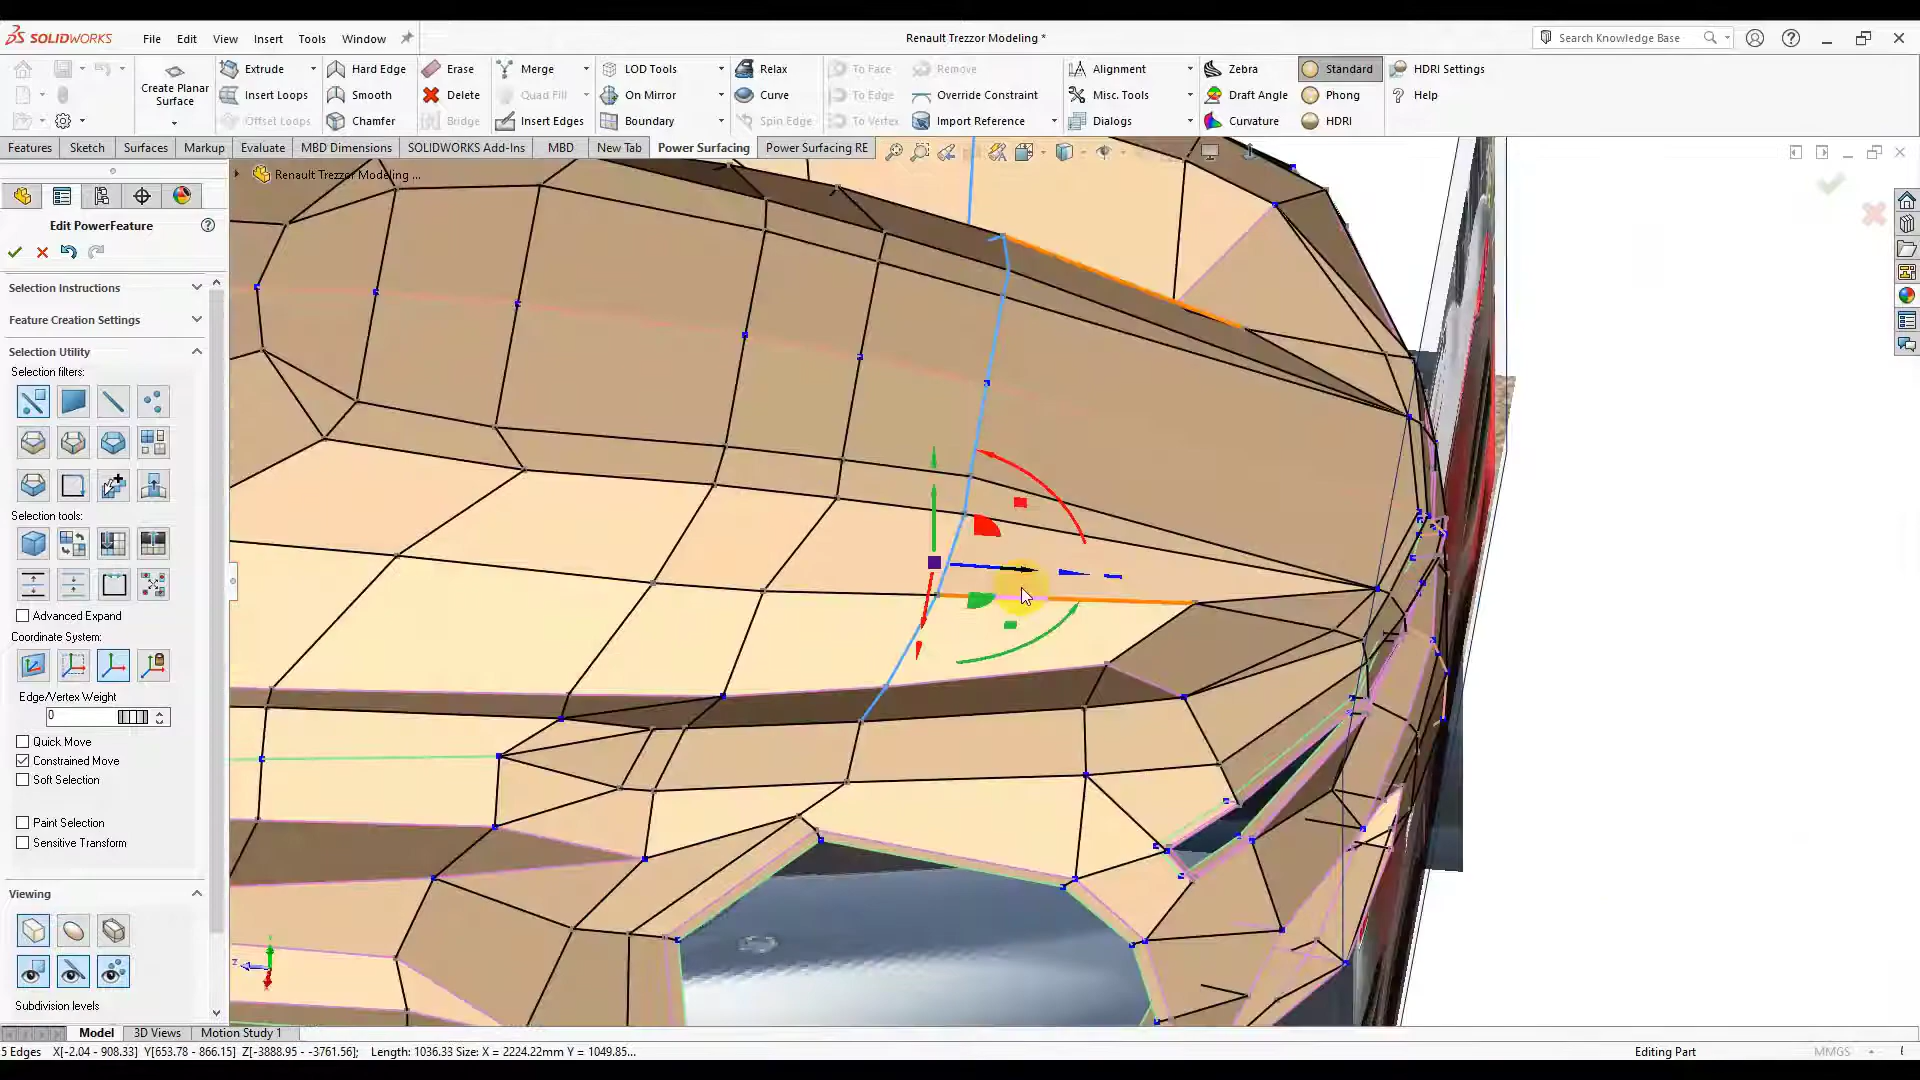 SOLIDWORKS File Edit View Insert Tools Window Renault Trezzor Modeling * Search Knowledge Base
Extrude Hard Edge Erase Merge LOD Tools Relax To Face Remove Alignment Zebra Standard HDRI Settings
Create Planar Surface Insert Loops Smooth Delete Quad Fill On Mirror Curve To Edge Override Constraint Misc. Tools Draft Angle Phong Help
Offset Loops Chamfer Bridge Insert Edges Boundary Spin Edge To Vertex Import Reference Dialogs Curvature HDRI
Features Sketch Surfaces Markup Evaluate MBD Dimensions SOLIDWORKS Add-Ins MBD New Tab Power Surfacing Power Surfacing RE
Renault Trezzor Modeling ...
Edit PowerFeature
Selection Instructions
Feature Creation Settings
Selection Utility
Selection filters:
Selection tools:
Advanced Expand
Coordinate System:
Edge/Vertex Weight
0
Quick Move
Constrained Move
Soft Selection
Paint Selection
Sensitive Transform
Viewing
Z
Subdivision levels
Model 3D Views Motion Study 1
5 Edges X[-2.04 - 908.33] Y[653.78 - 866.15] Z[-3888.95 - -3761.56]; Length: 1036.33 Size: X = 2224.22mm Y = 1049.85... Editing Part MMGS